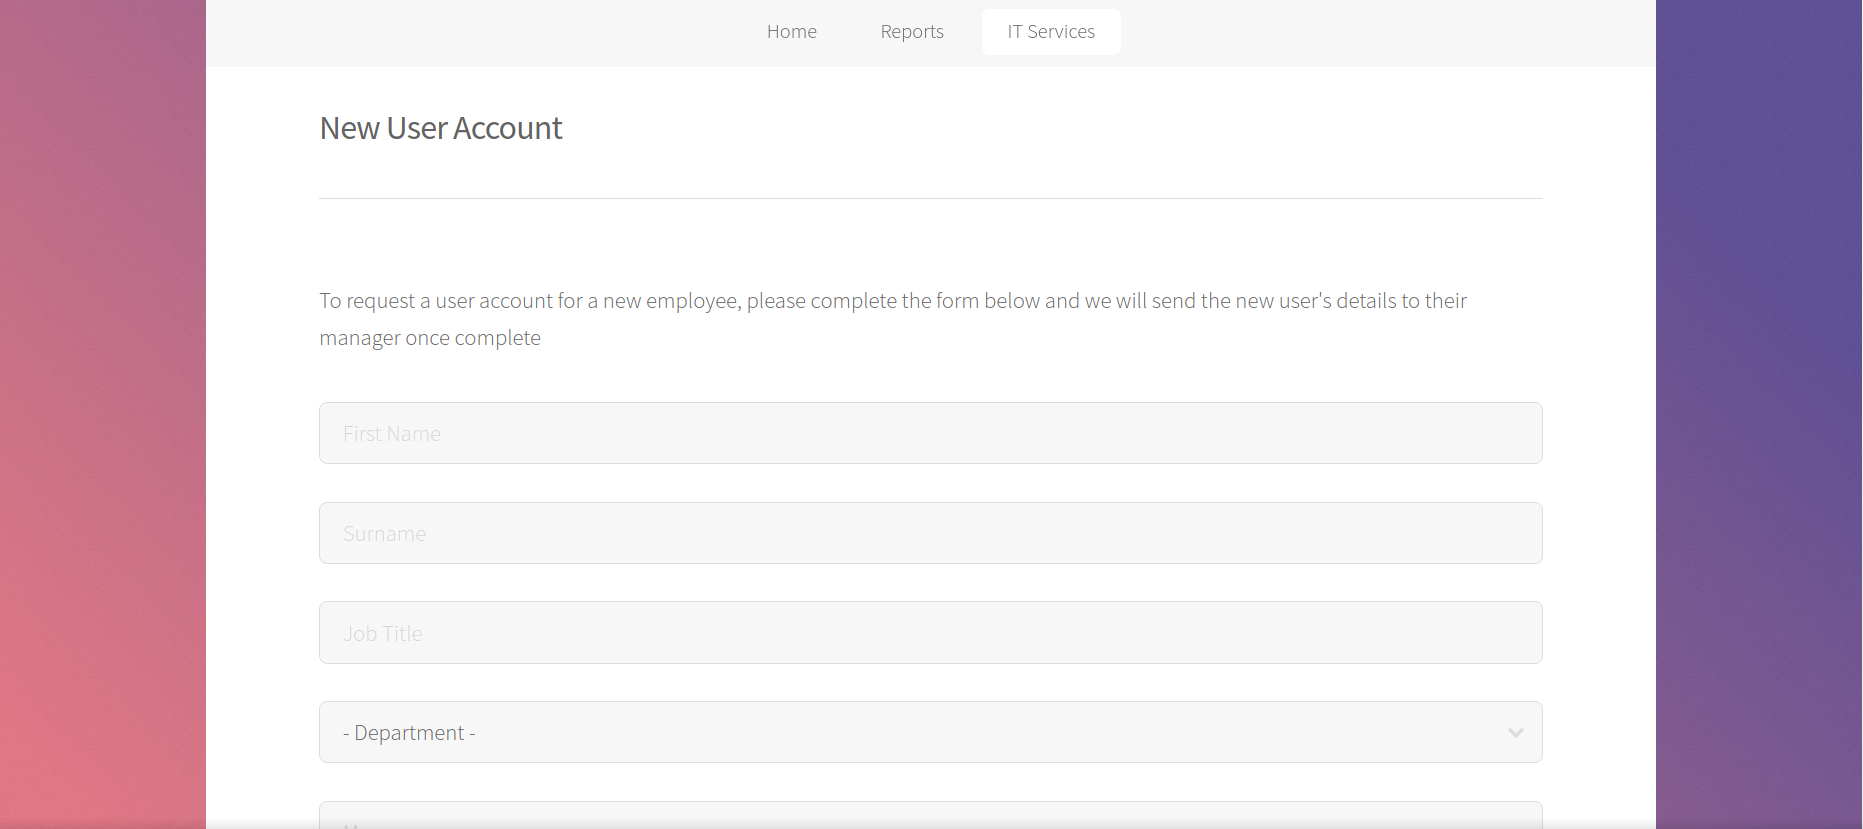 Home
Reports
IT Services
New User Account
To request a user account for a new employee, please complete the form below and we will send the new user's details to their
manager once complete
First Name
Surname
Job Title
- Department -